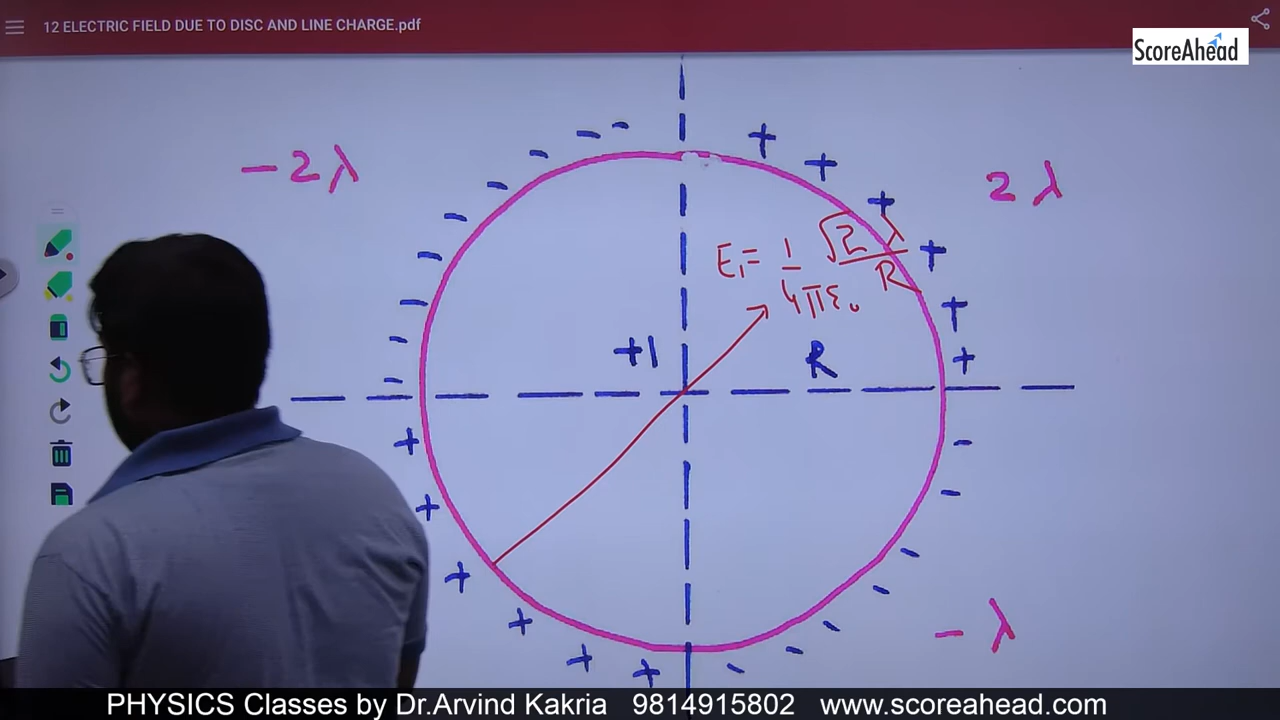 12 ELECTRIC FIELD DUE TO DISC AND LINE CHARGE.pdf
ScoreAhead
- 2λ
2λ
E₁ = 1/4πε₀ √2 λ/R
+1
R
- λ
PHYSICS Classes by Dr.Arvind Kakria 9814915802 www.scoreahead.com